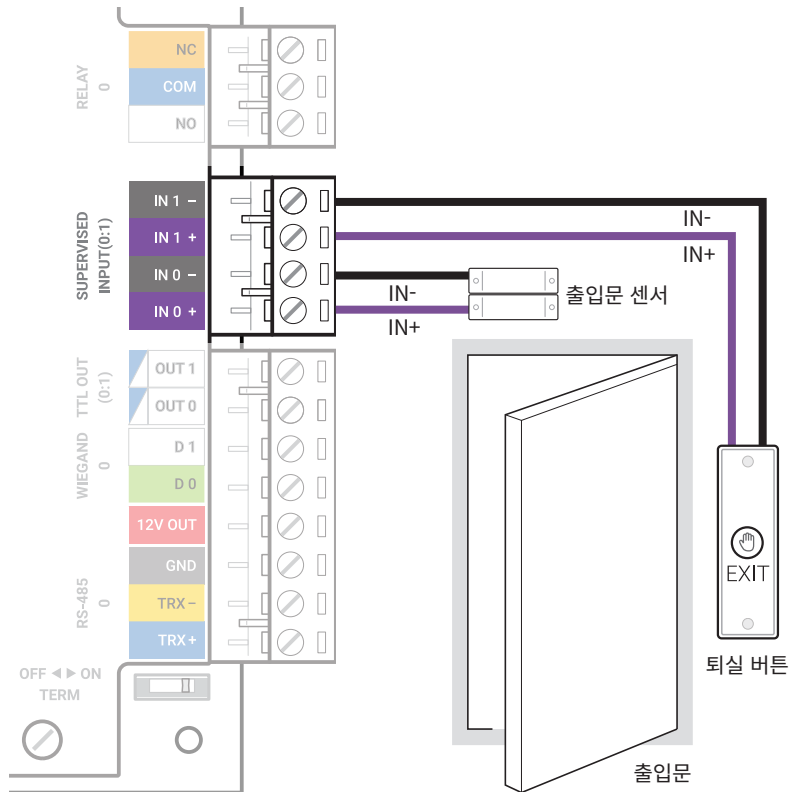 RELAY
0
NC
COM
NO
SUPERVISED
INPUT(0:1)
IN 1 –
IN 1 +
IN 0 –
IN 0 +
IN-
IN+
IN-
IN+
출입문 센서
TTL OUT
(0:1)
OUT 1
OUT 0
WIEGAND
0
D 1
D 0
12V OUT
RS-485
0
GND
TRX –
TRX +
OFF ◀ ▶ ON
TERM
EXIT
퇴실 버튼
출입문